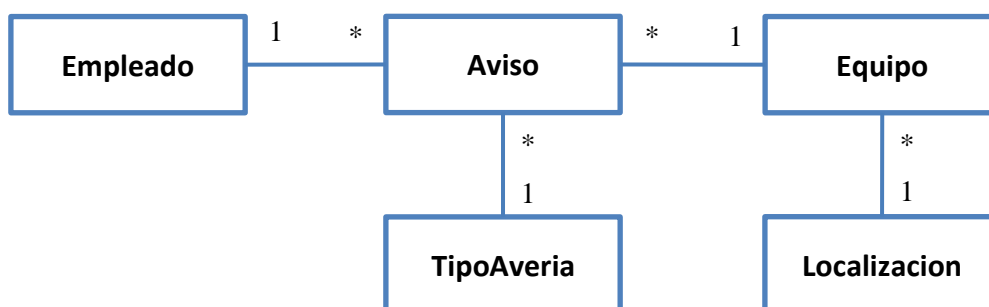 1 * * 1
Empleado Aviso Equipo
* *
1 1
TipoAveria Localizacion